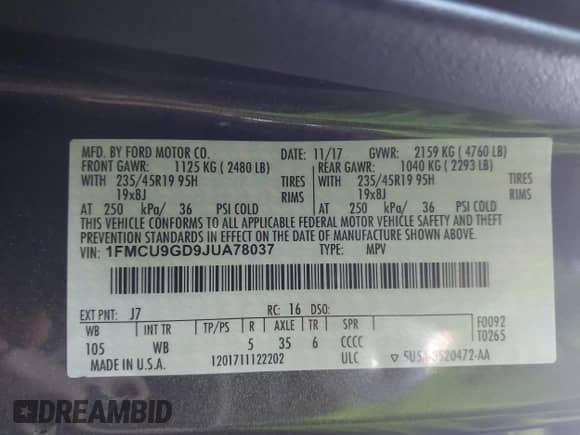 MFD. BY FORD MOTOR CO. DATE: 11/17 GVWR: 2159 KG ( 4760 LB)
FRONT GAWR: 1125 KG ( 2480 LB) REAR GAWR: 1040 KG ( 2293 LB)
WITH 235/45R19 95H TIRES WITH 235/45R19 95H TIRES
19x8J 19x8J
AT 250 kPa/ 36 PSI COLD AT 250 kPa/ 36 PSI COLD
THIS VEHICLE CONFORMS TO ALL APPLICABLE FEDERAL MOTOR VEHICLE SAFETY AND THEFT
PREVENTION STANDARDS IN EFFECT ON THE DATE OF MANUFACTURE SHOWN ABOVE.
VIN: 1FMCU9GD9JUA78037 TYPE: MPV
EXT PNT: J7 RC: 16 DSO:
WB INT TR TP/PS R AXLE TR SPR F0092
105 WB 5 35 6 CCCC T0265
MADE IN U.S.A. 1201711122202 ULC 3520472-AA
DREAMBID